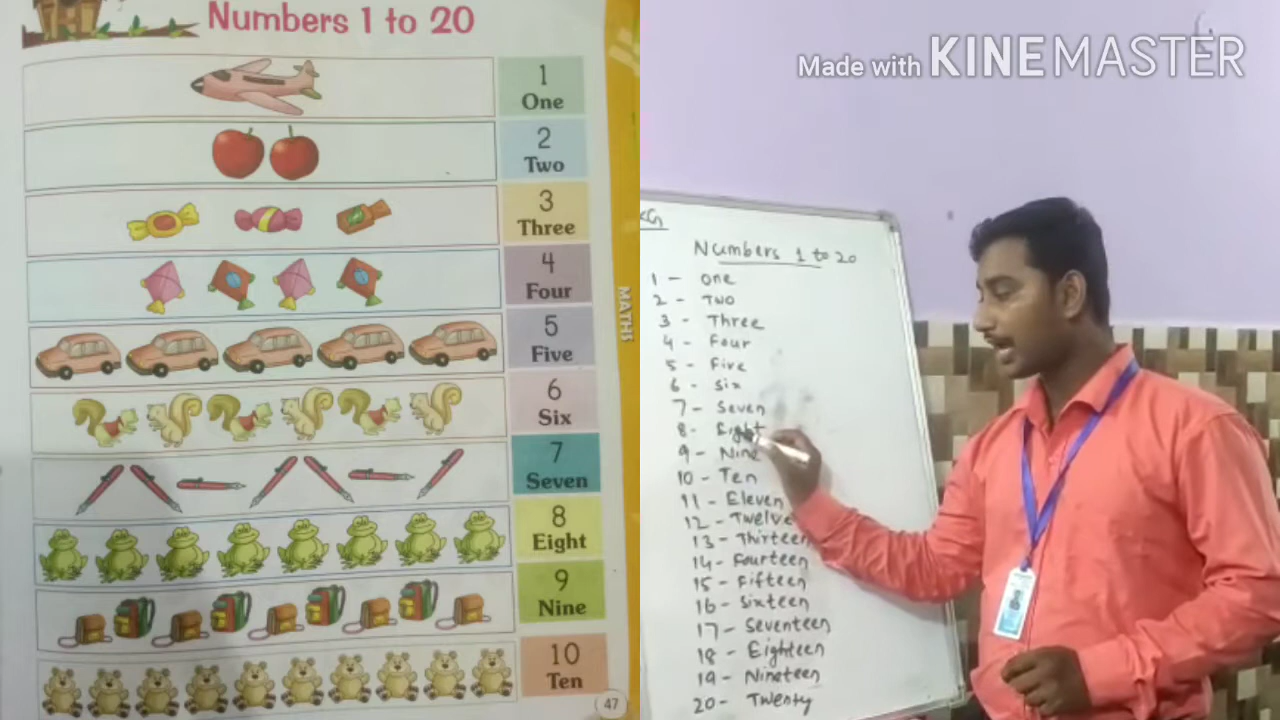 Numbers 1 to 20
1
One
2
Two
3
Three
4
Four
5
Five
6
Six
7
Seven
8
Eight
9
Nine
10
Ten
MATHS
47
Made with KINEMASTER
KG
Numbers 1 to 20
1 - One
2 - Two
3 - Three
4 - Four
5 - Five
6 - Six
7 - Seven
8 - Eight
9 - Nine
10 - Ten
11 - Eleven
12 - Twelve
13 - Thirteen
14 - Fourteen
15 - Fifteen
16 - Sixteen
17 - Seventeen
18 - Eighteen
19 - Nineteen
20 - Twenty